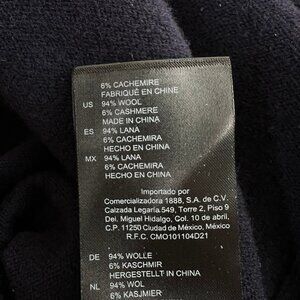 6% CACHEMIRE
FABRIQUÉ EN CHINE
US 94% WOOL
6% CASHMERE
MADE IN CHINA
ES 94% LANA
6% CACHEMIRA
HECHO EN CHINA
MX 94% LANA
6% CACHEMIRA
HECHO EN CHINA
Importado por
Comercializadora 1888, S.A. de C.V.
Calzada Legaria 549, Torre 2, Piso 9
Del. Miguel Hidalgo, Col. 10 de abril,
C.P. 11250 Ciudad de México, México
R.F.C. CMO101104D21
DE 94% WOLLE
6% KASCHMIR
HERGESTELLT IN CHINA
NL 94% WOL
6% KASJMIER